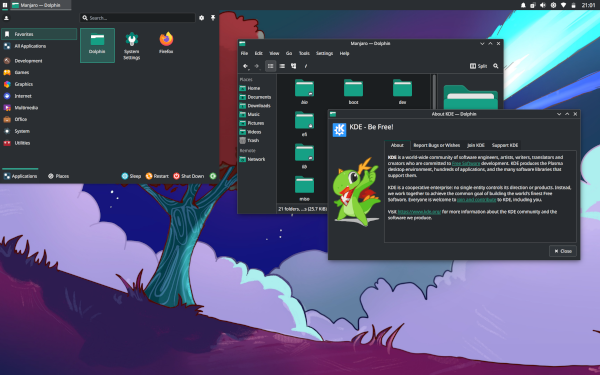 Manjaro — Dolphin
21:01
Search...
Favorites
All Applications
Development
Games
Graphics
Internet
Multimedia
Office
System
Utilities
Dolphin
System
Settings
Firefox
Applications
Places
Sleep
Restart
Shut Down
Manjaro — Dolphin
File Edit View Go Tools Settings Help
/
Split
Places
Home
Documents
Downloads
Music
Pictures
Videos
Trash
Remote
Network
boot
dev
21 folders, ...s (25.7 KiB)
About KDE — Dolphin
KDE - Be Free!
About
Report Bugs or Wishes
Join KDE
Support KDE
KDE is a world-wide community of software engineers, artists, writers, translators and
creators who are committed to Free Software development. KDE produces the Plasma
desktop environment, hundreds of applications, and the many software libraries that
support them.
KDE is a cooperative enterprise: no single entity controls its direction or products. Instead,
we work together to achieve the common goal of building the world's finest Free
Software. Everyone is welcome to join and contribute to KDE, including you.
Visit https://www.kde.org/ for more information about the KDE community and the
software we produce.
Close